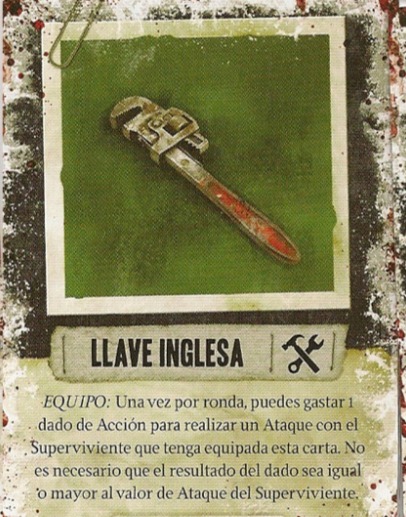 LLAVE INGLESA
EQUIPO: Una vez por ronda, puedes gastar 1
dado de Acción para realizar un Ataque con el
Superviviente que tenga equipada esta carta. No
es necesario que el resultado del dado sea igual
o mayor al valor de Ataque del Superviviente.